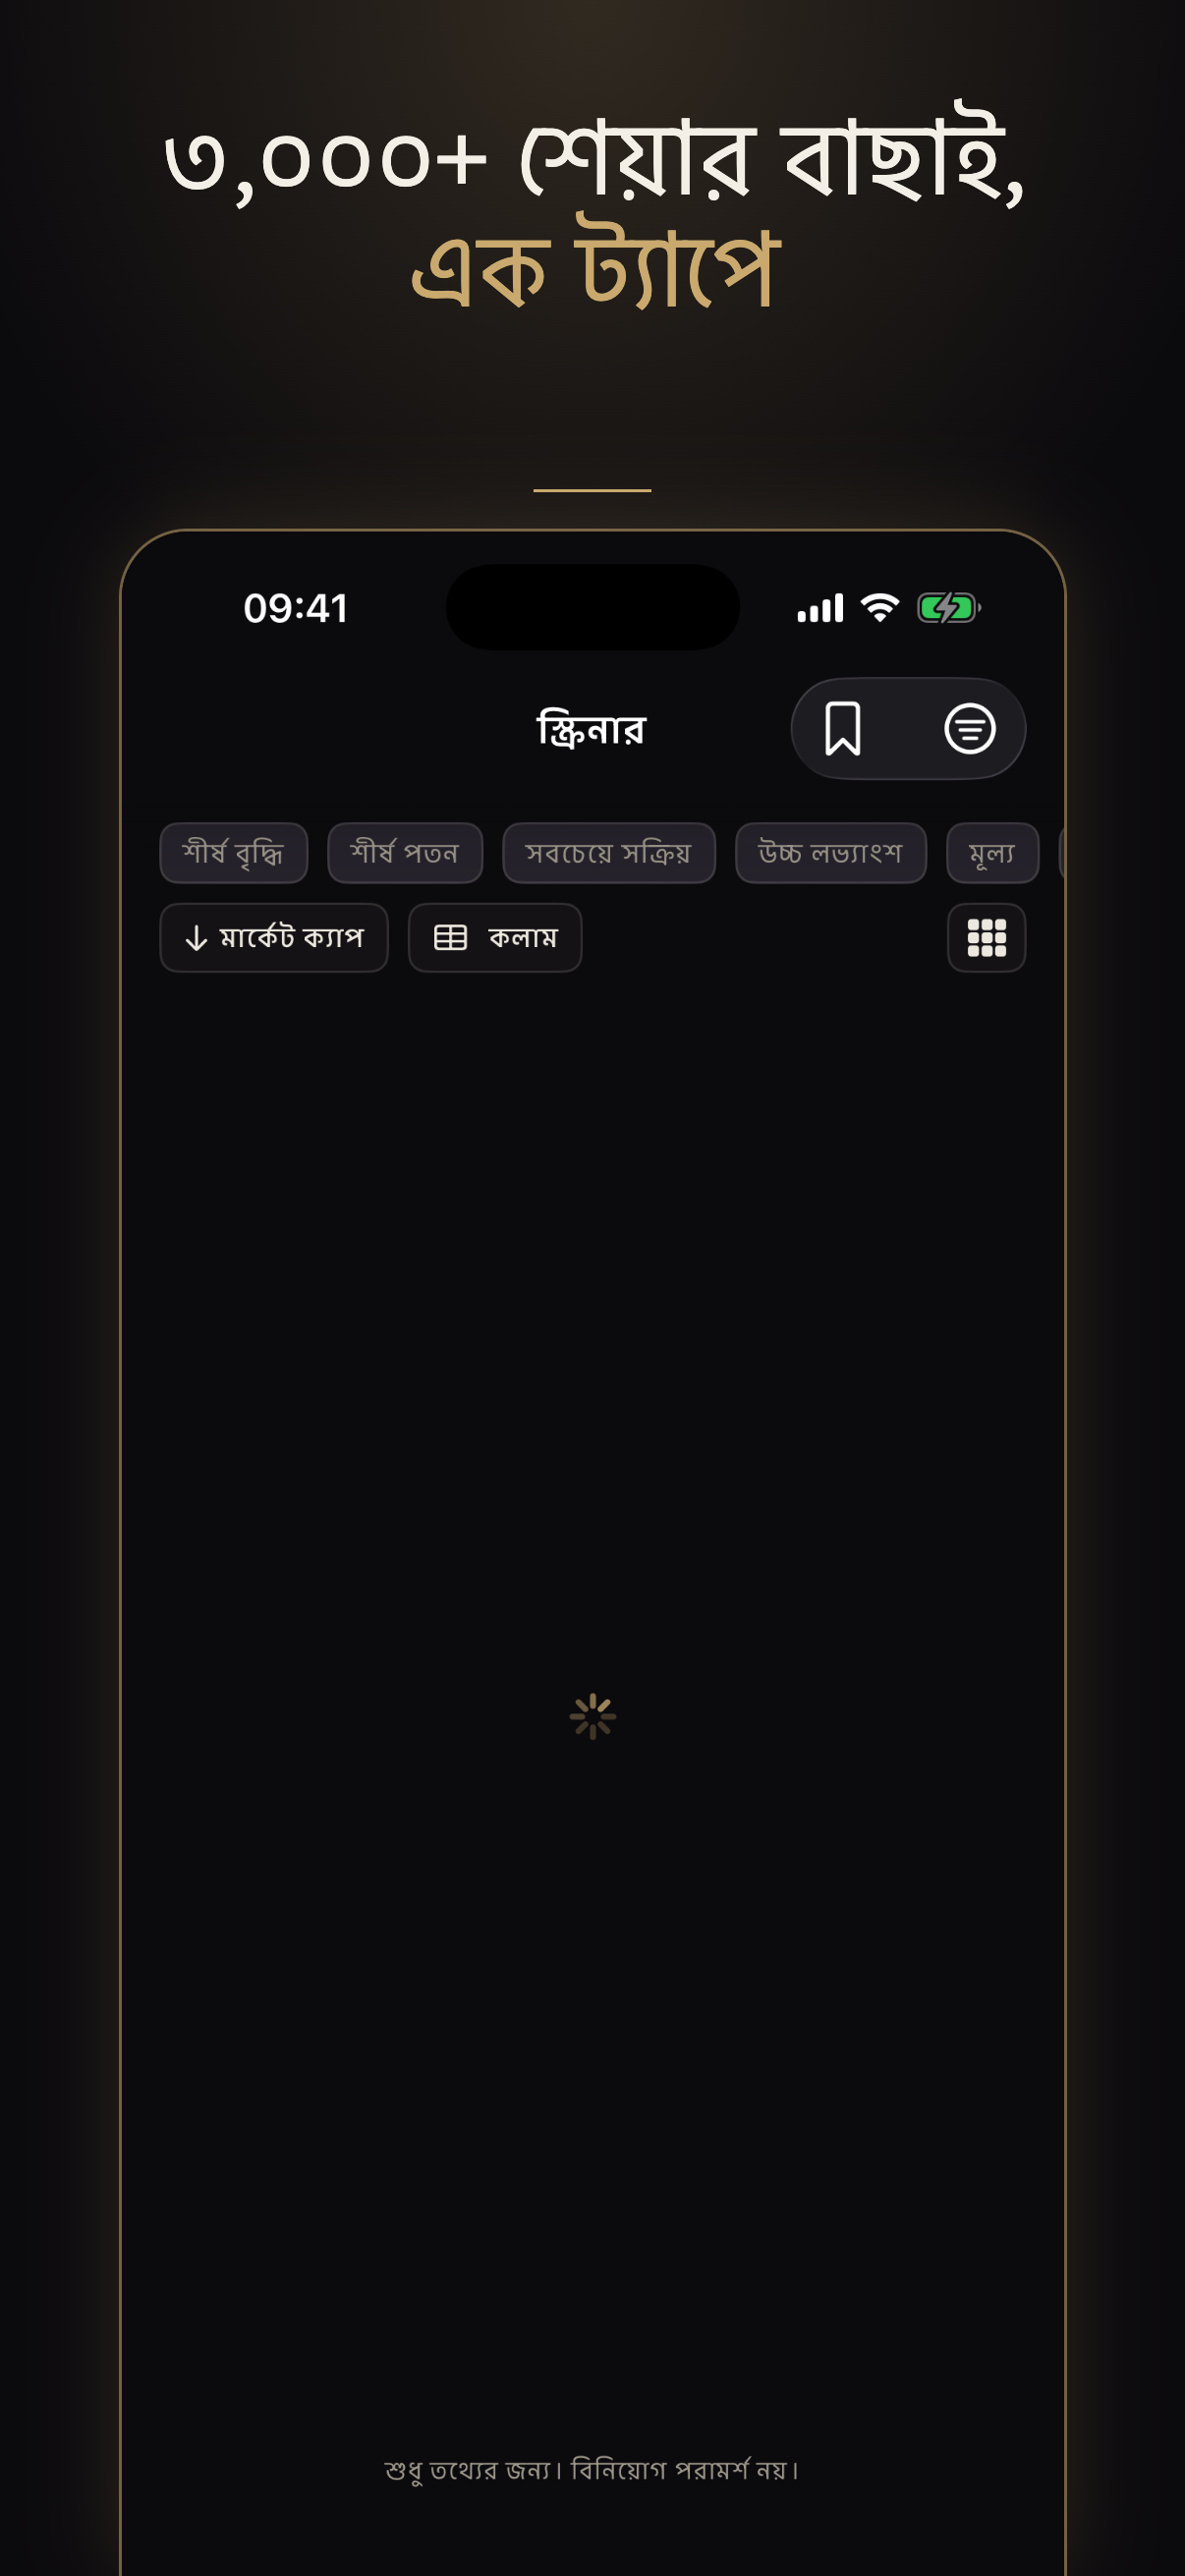 ৩,০০০+ শেয়ার বাছাই,
এক ট্যাপে
09:41
স্ক্রিনার
শীর্ষ বৃদ্ধি শীর্ষ পতন সবচেয়ে সক্রিয় উচ্চ লভ্যাংশ মূল্য
মার্কেট ক্যাপ কলাম
শুধু তথ্যের জন্য। বিনিয়োগ পরামর্শ নয়।